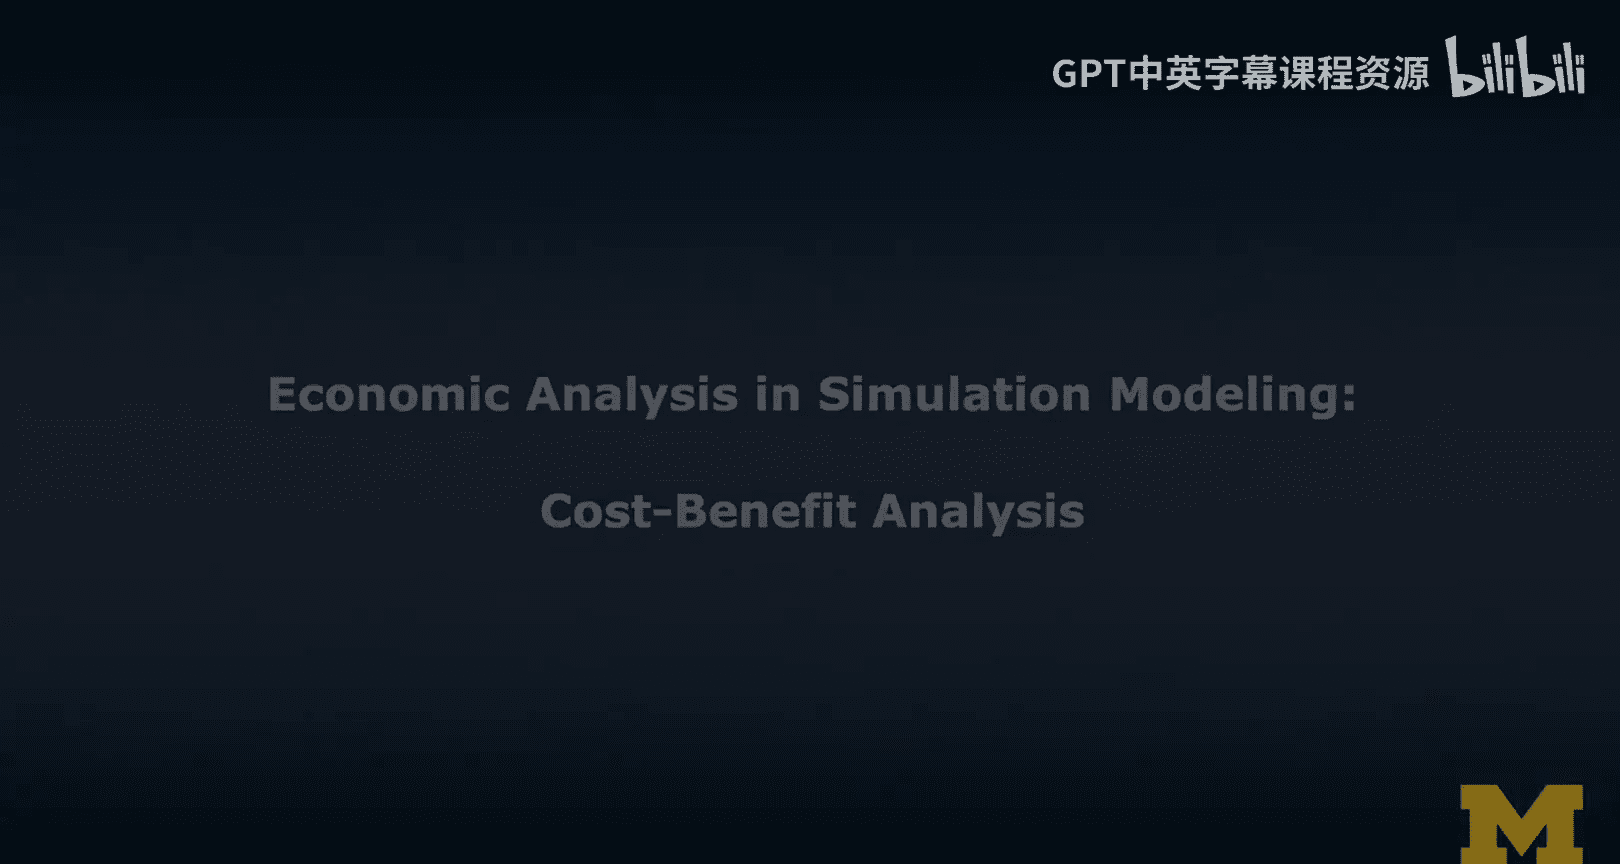 GPT中英字幕课程资源 bilibili
Economic Analysis in Simulation Modeling:
Cost-Benefit Analysis
M